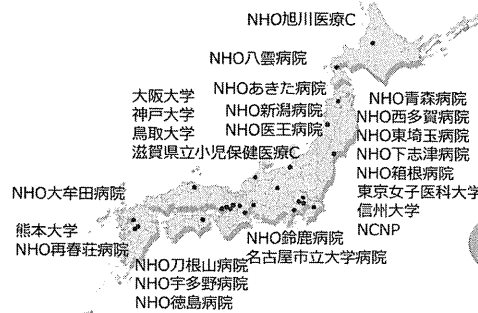 NHO旭川医療C
NHO八雲病院
NHOあきた病院
NHO新潟病院
NHO医王病院
大阪大学
神戸大学
鳥取大学
滋賀県立小児保健医療C
NHO青森病院
NHO西多賀病院
NHO東埼玉病院
NHO下志津病院
NHO箱根病院
東京女子医科大学
信州大学
NCNP
NHO大牟田病院
熊本大学
NHO再春荘病院
NHO鈴鹿病院
名古屋市立大学病院
NHO刀根山病院
NHO宇多野病院
NHO徳島病院